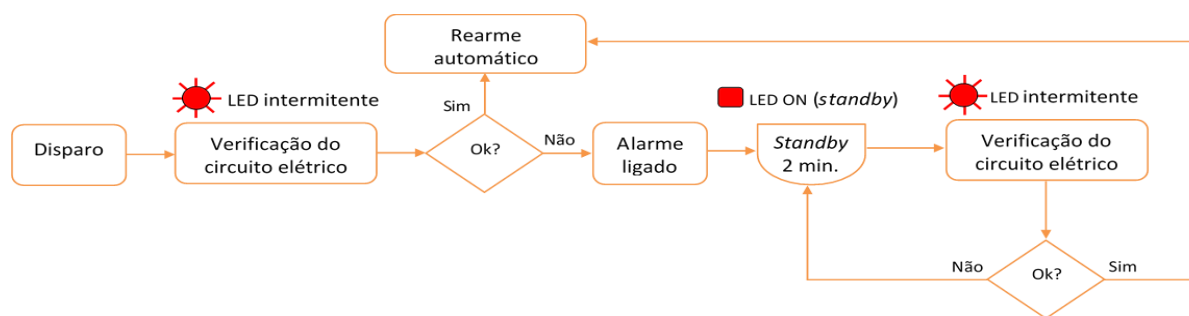 Rearme
automático
LED intermitente
Sim
Disparo
Verificação do
circuito elétrico
Ok?
Não
Alarme
ligado
LED ON (standby)
Standby
2 min.
LED intermitente
Verificação do
circuito elétrico
Não
Ok?
Sim